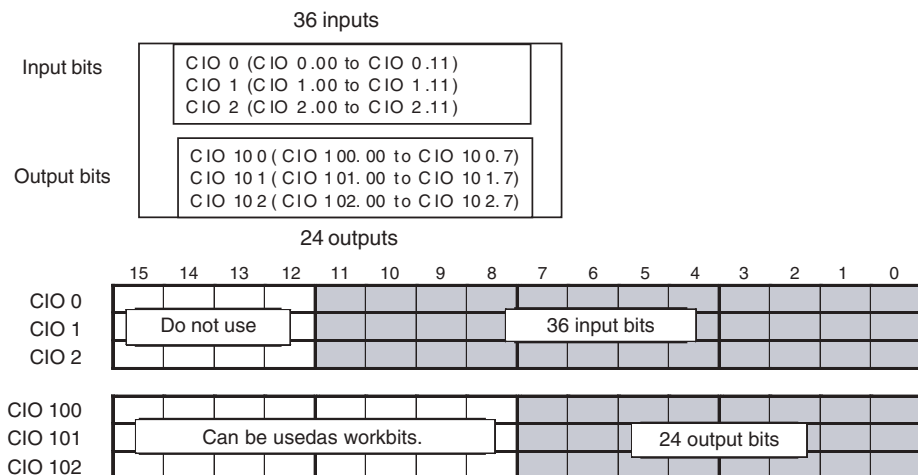 36 inputs
Input bits
CIO 0 (CIO 0.00 to CIO 0.11)
CIO 1 (CIO 1.00 to CIO 1.11)
CIO 2 (CIO 2.00 to CIO 2.11)
Output bits
CIO 100 (CIO 100.00 to CIO 100.7)
CIO 101 (CIO 101.00 to CIO 101.7)
CIO 102 (CIO 102.00 to CIO 102.7)
24 outputs
15 14 13 12 11 10 9 8 7 6 5 4 3 2 1 0
CIO 0
CIO 1 Do not use 36 input bits
CIO 2
CIO 100
CIO 101 Can be usedas workbits. 24 output bits
CIO 102